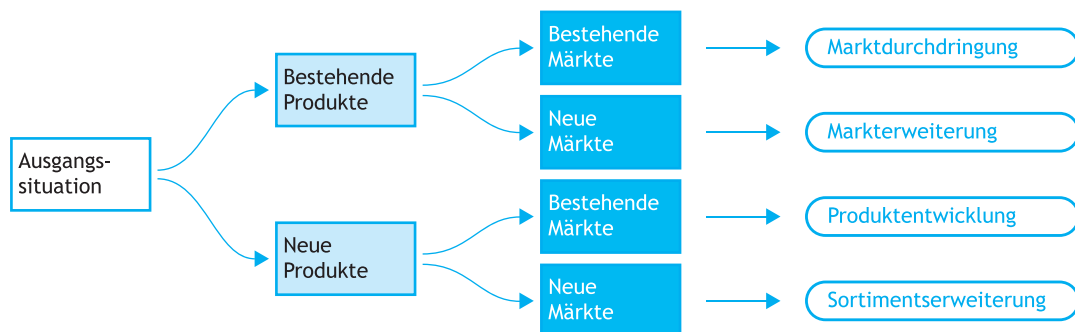 Ausgangs-
situation
Bestehende
Produkte
Neue
Produkte
Bestehende
Märkte
Neue
Märkte
Bestehende
Märkte
Neue
Märkte
Marktdurchdringung
Markterweiterung
Produktentwicklung
Sortimentserweiterung